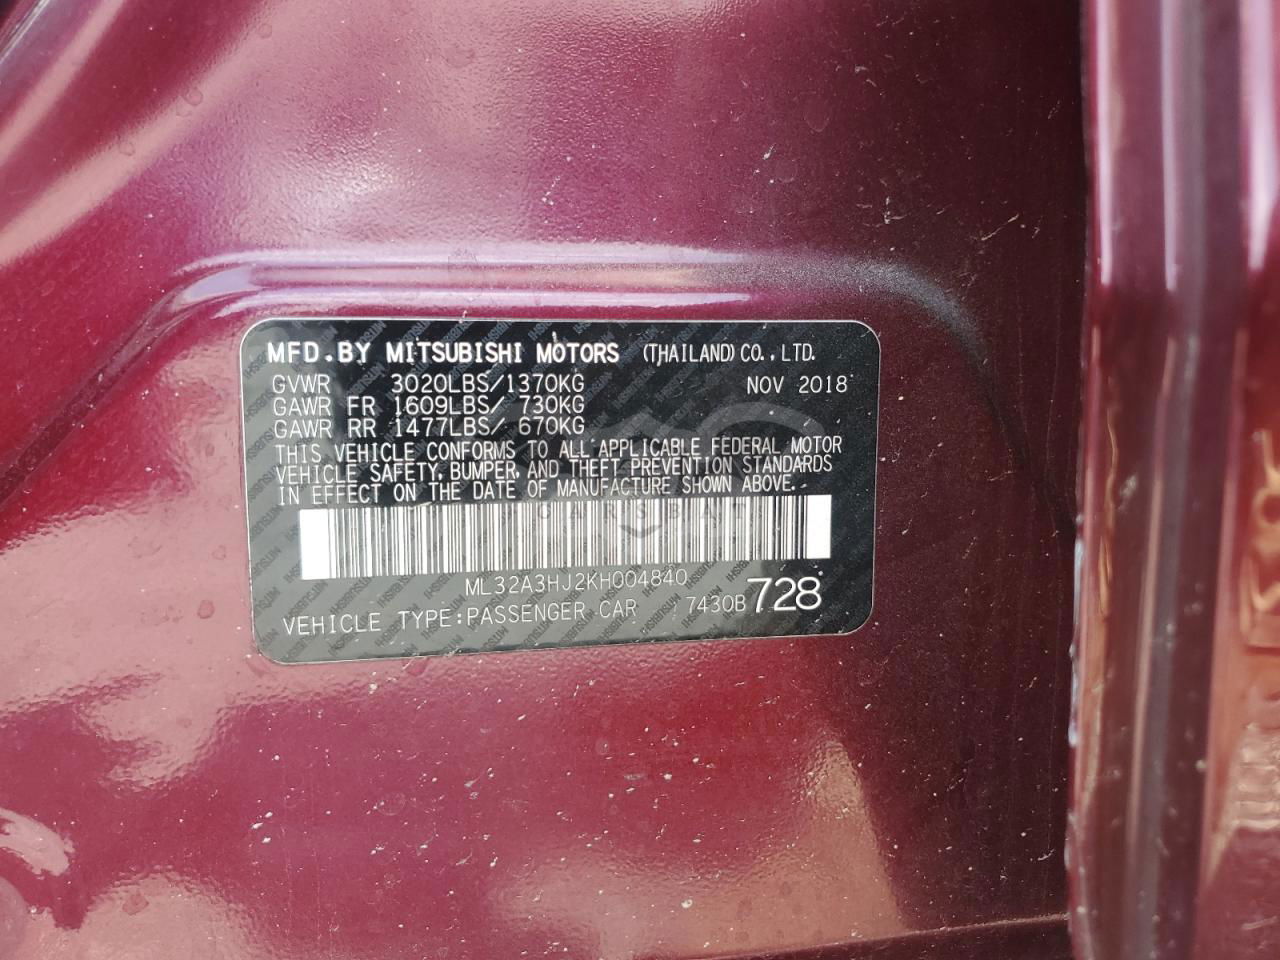 MFD.BY MITSUBISHI MOTORS (THAILAND) CO.,LTD.
GVWR 3020LBS/1370KG NOV 2018
GAWR FR 1609LBS/ 730KG
GAWR RR 1477LBS/ 670KG
THIS VEHICLE CONFORMS TO ALL APPLICABLE FEDERAL MOTOR
VEHICLE SAFETY, BUMPER, AND THEFT PREVENTION STANDARDS
IN EFFECT ON THE DATE OF MANUFACTURE SHOWN ABOVE.
CARSBAT
ML32A3HJ2KH004840
VEHICLE TYPE:PASSENGER CAR 7430B 728